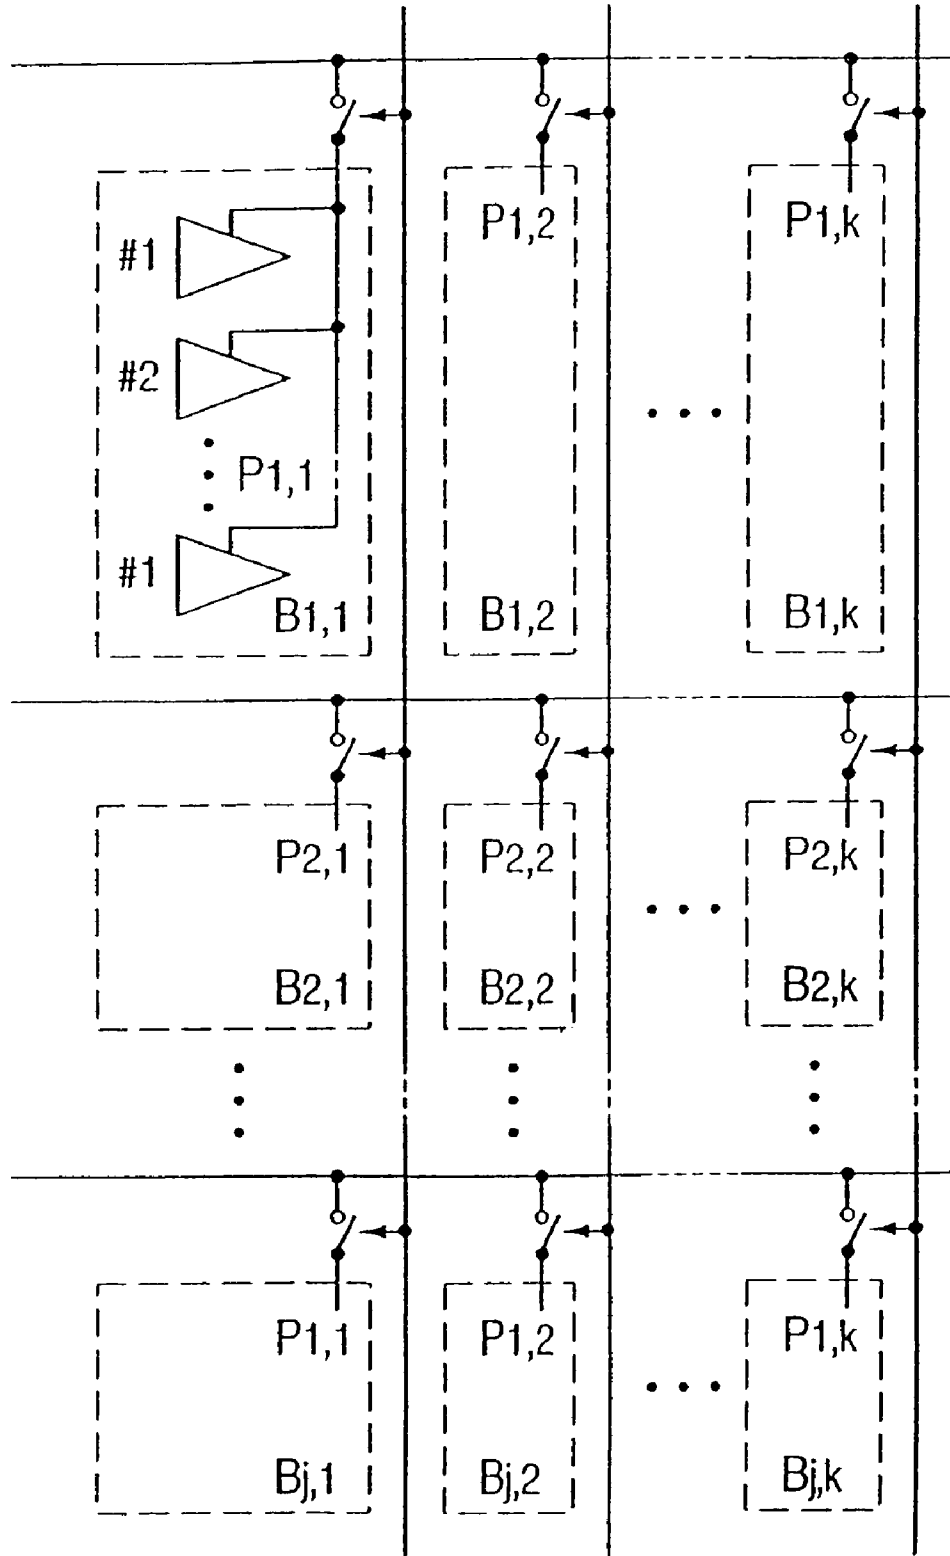 P1,2 P1,k
#1
#2
P1,1
#1
B1,1 B1,2 B1,k
P2,1 P2,2 P2,k
B2,1 B2,2 B2,k
P1,1 P1,2 P1,k
Bj,1 Bj,2 Bj,k